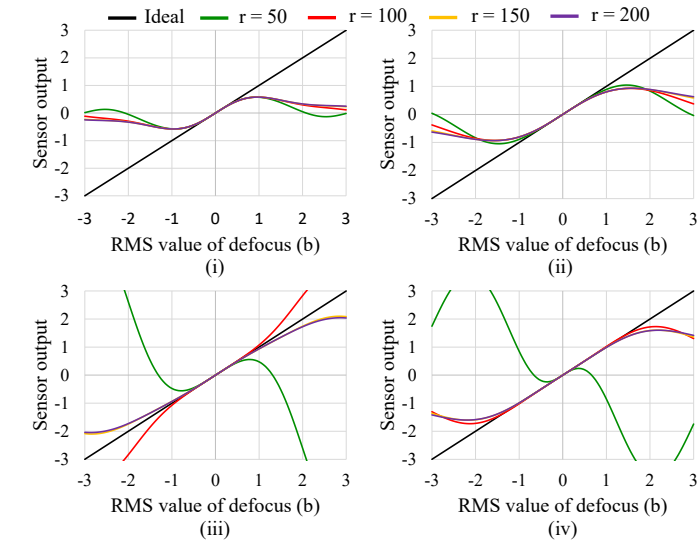 Ideal r = 50 r = 100 r = 150 r = 200
Sensor output
3
2
1
0
-1
-2
-3
-3 -2 -1 0 1 2 3
RMS value of defocus (b)
(i)
Sensor output
3
2
1
0
-1
-2
-3
-3 -2 -1 0 1 2 3
RMS value of defocus (b)
(ii)
Sensor output
3
2
1
0
-1
-2
-3
-3 -2 -1 0 1 2 3
RMS value of defocus (b)
(iii)
Sensor output
3
2
1
0
-1
-2
-3
-3 -2 -1 0 1 2 3
RMS value of defocus (b)
(iv)